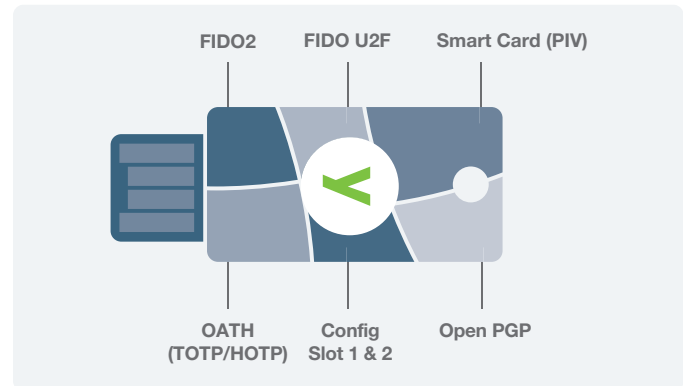 FIDO2
FIDO U2F
Smart Card (PIV)
OATH
(TOTP/HOTP)
Config
Slot 1 & 2
Open PGP